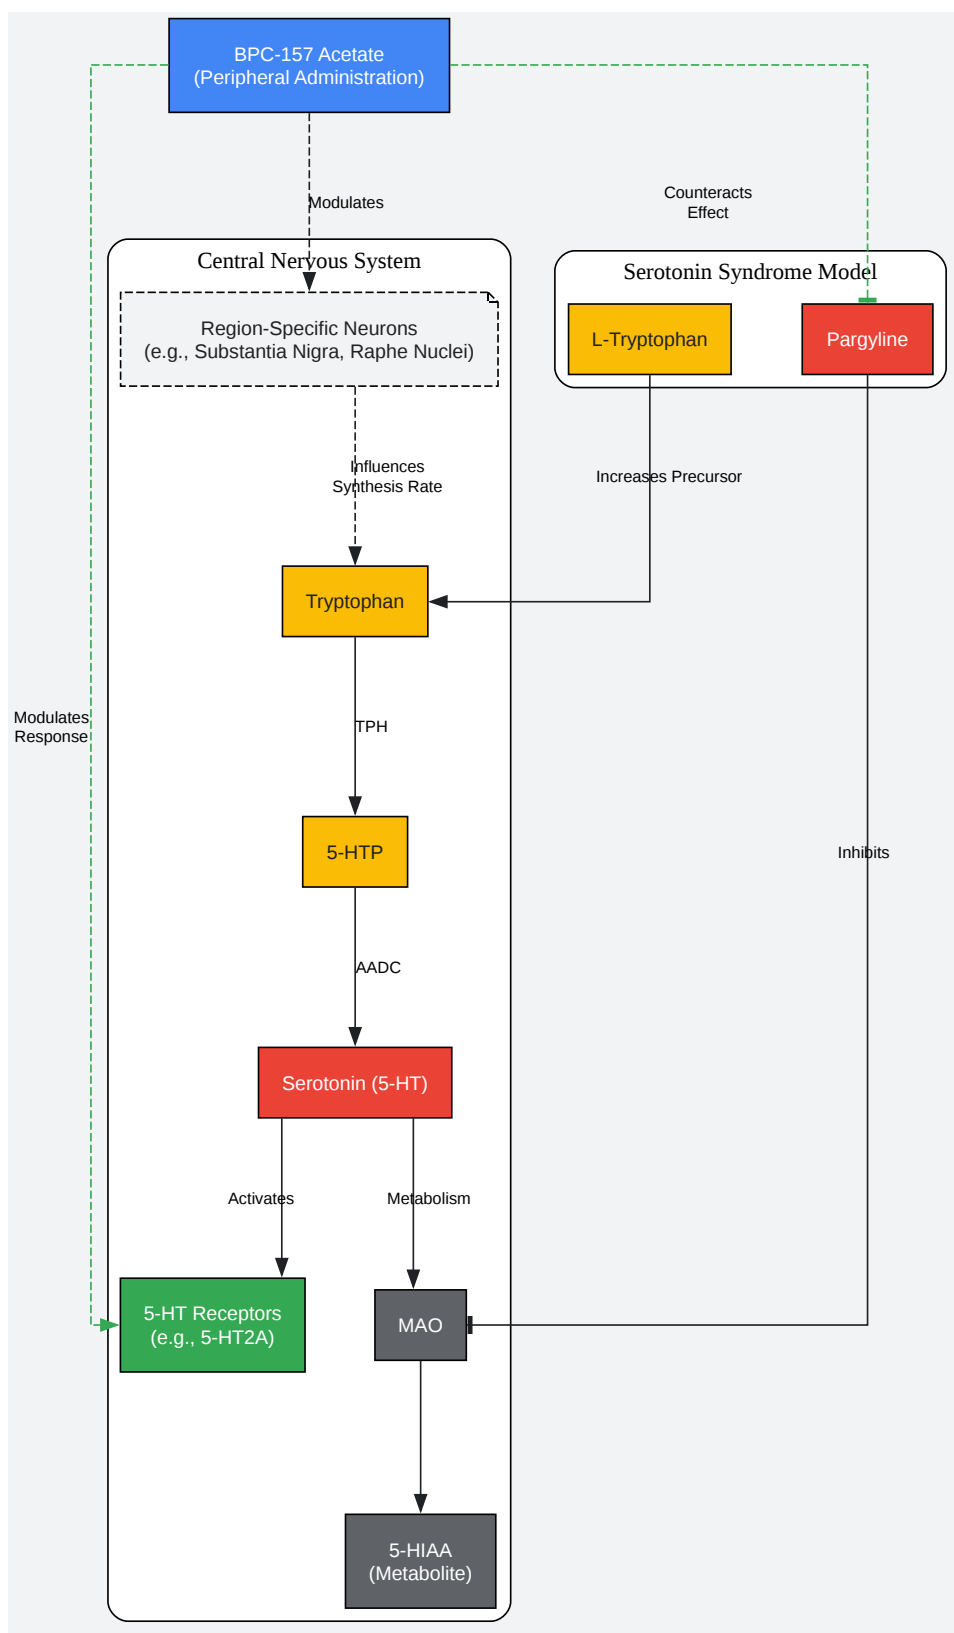 BPC-157 Acetate
(Peripheral Administration)
Modulates
Counteracts
Effect
Central Nervous System
Serotonin Syndrome Model
Region-Specific Neurons
(e.g., Substantia Nigra, Raphe Nuclei)
L-Tryptophan
Pargyline
Influences
Synthesis Rate
Increases Precursor
Tryptophan
Modulates
Response
TPH
5-HTP
Inhibits
AADC
Serotonin (5-HT)
Activates
Metabolism
5-HT Receptors
(e.g., 5-HT2A)
MAO
5-HIAA
(Metabolite)